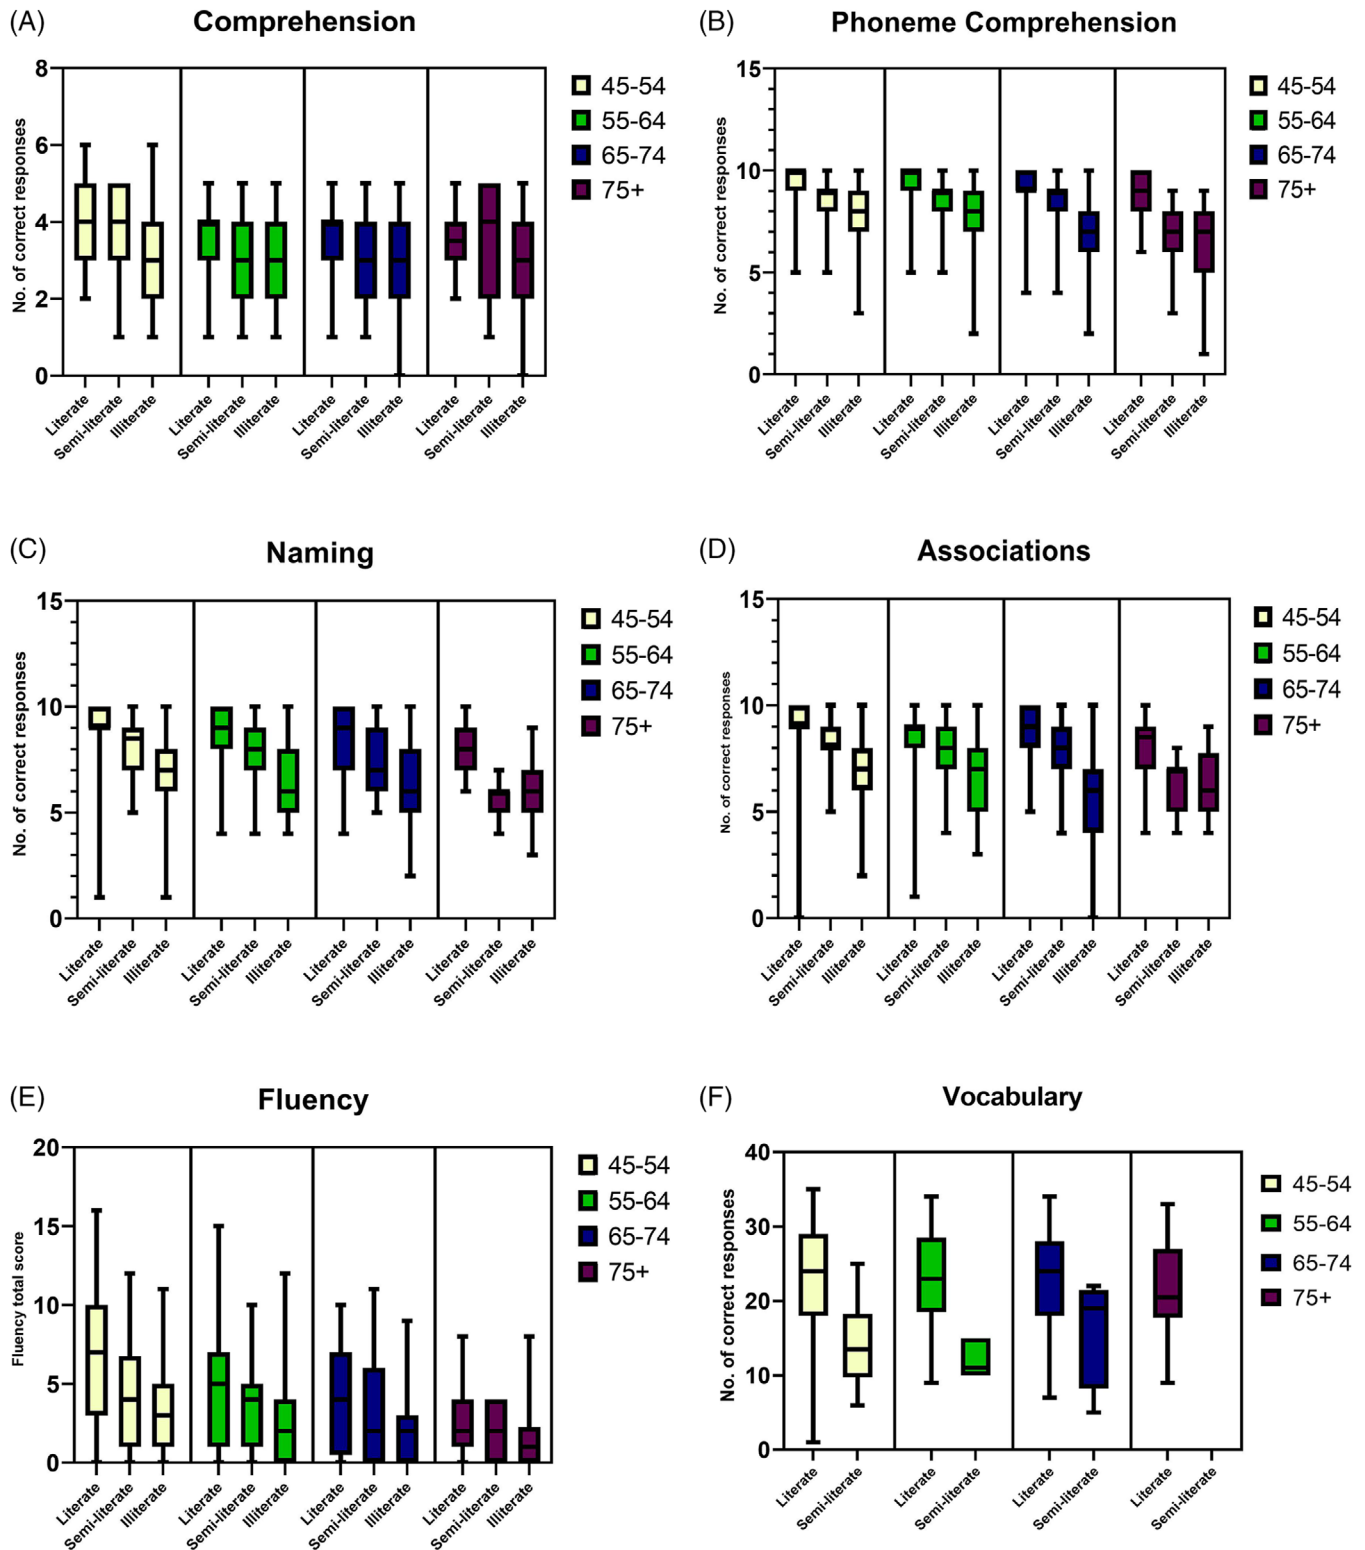 (A) Comprehension
No. of correct responses
8
6
4
2
0
Literate
Semi-literate
Illiterate
Literate
Semi-literate
Illiterate
Literate
Semi-literate
Illiterate
Literate
Semi-literate
Illiterate
45-54
55-64
65-74
75+
(B) Phoneme Comprehension
No. of correct responses
15
10
5
0
Literate
Semi-literate
Illiterate
Literate
Semi-literate
Illiterate
Literate
Semi-literate
Illiterate
Literate
Semi-literate
Illiterate
45-54
55-64
65-74
75+
(C) Naming
No. of correct responses
15
10
5
0
Literate
Semi-literate
Illiterate
Literate
Semi-literate
Illiterate
Literate
Semi-literate
Illiterate
Literate
Semi-literate
Illiterate
45-54
55-64
65-74
75+
(D) Associations
No. of correct responses
15
10
5
0
Literate
Semi-literate
Illiterate
Literate
Semi-literate
Illiterate
Literate
Semi-literate
Illiterate
Literate
Semi-literate
Illiterate
45-54
55-64
65-74
75+
(E) Fluency
Fluency total score
20
15
10
5
0
Literate
Semi-literate
Illiterate
Literate
Semi-literate
Illiterate
Literate
Semi-literate
Illiterate
Literate
Semi-literate
Illiterate
45-54
55-64
65-74
75+
(F) Vocabulary
No. of correct responses
40
30
20
10
0
Literate
Semi-literate
Literate
Semi-literate
Literate
Semi-literate
Literate
Semi-literate
45-54
55-64
65-74
75+